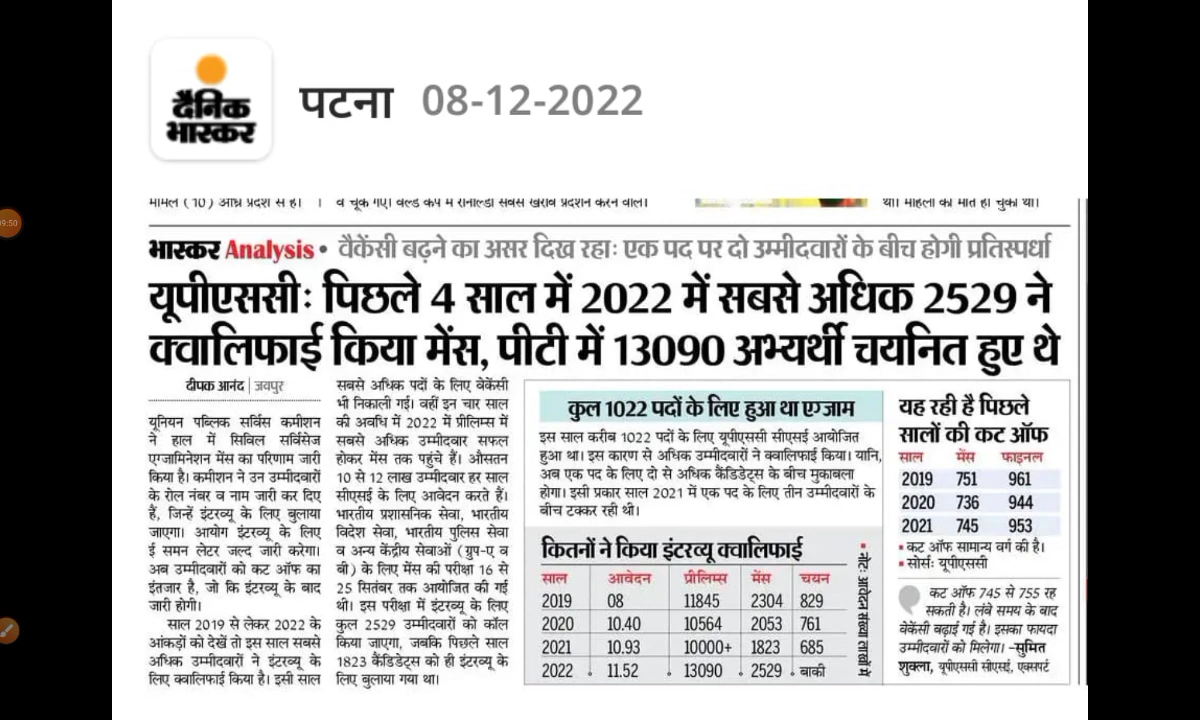 दैनिक
भास्कर
पटना 08-12-2022
9:50
मामले (10) आंध्र प्रदेश से हैं।
थी। महिला की मौत हो चुकी थी।
भास्कर Analysis • वैकेंसी बढ़ने का असर दिख रहा: एक पद पर दो उम्मीदवारों के बीच होगी प्रतिस्पर्धा
यूपीएससी: पिछले 4 साल में 2022 में सबसे अधिक 2529 ने
क्वालिफाई किया मेंस, पीटी में 13090 अभ्यर्थी चयनित हुए थे
दीपक आनंद | जयपुर
यूनियन पब्लिक सर्विस कमीशन
ने हाल में सिविल सर्विसेज
एग्जामिनेशन मेंस का परिणाम जारी
किया है। कमीशन ने उन उम्मीदवारों
के रोल नंबर व नाम जारी कर दिए
हैं, जिन्हें इंटरव्यू के लिए बुलाया
जाएगा। आयोग इंटरव्यू के लिए
ई समन लेटर जल्द जारी करेगा।
अब उम्मीदवारों को कट ऑफ का
इंतजार है, जो कि इंटरव्यू के बाद
जारी होगी।
साल 2019 से लेकर 2022 के
आंकड़ों को देखें तो इस साल सबसे
अधिक उम्मीदवारों ने इंटरव्यू के
लिए क्वालिफाई किया है। इसी साल
सबसे अधिक पदों के लिए वेकेंसी
भी निकाली गई। वहीं इन चार साल
की अवधि में 2022 में प्रीलिम्स में
सबसे अधिक उम्मीदवार सफल
होकर मेंस तक पहुंचे हैं। औसतन
10 से 12 लाख उम्मीदवार हर साल
सीएसई के लिए आवेदन करते हैं।
भारतीय प्रशासनिक सेवा, भारतीय
विदेश सेवा, भारतीय पुलिस सेवा
व अन्य केंद्रीय सेवाओं (ग्रुप-ए व
बी) के लिए मेंस की परीक्षा 16 से
25 सितंबर तक आयोजित की गई
थी। इस परीक्षा में इंटरव्यू के लिए
कुल 2529 उम्मीदवारों को कॉल
किया जाएगा, जबकि पिछले साल
1823 कैंडिडेट्स को ही इंटरव्यू के
लिए बुलाया गया था।
कुल 1022 पदों के लिए हुआ था एग्जाम
इस साल करीब 1022 पदों के लिए यूपीएससी सीएसई आयोजित
हुआ था। इस कारण से अधिक उम्मीदवारों ने क्वालिफाई किया। यानि,
अब एक पद के लिए दो से अधिक कैंडिडेट्स के बीच मुकाबला
होगा। इसी प्रकार साल 2021 में एक पद के लिए तीन उम्मीदवारों के
बीच टक्कर रही थी।
कितनों ने किया इंटरव्यू क्वालिफाई
साल आवेदन प्रीलिम्स मेंस चयन
2019 08 11845 2304 829
2020 10.40 10564 2053 761
2021 10.93 10000+ 1823 685
2022 11.52 13090 2529 बाकी
▪ नोट: आवेदन संख्या लाखों में
यह रही है पिछले
सालों की कट ऑफ
साल मेंस फाइनल
2019 751 961
2020 736 944
2021 745 953
▪ कट ऑफ सामान्य वर्ग की है।
▪ सोर्स: यूपीएससी
कट ऑफ 745 से 755 रह
सकती है। लंबे समय के बाद
वेकेंसी बढ़ाई गई है। इसका फायदा
उम्मीदवारों को मिलेगा। -सुमित
शुक्ला, यूपीएससी सीएसई, एक्सपर्ट